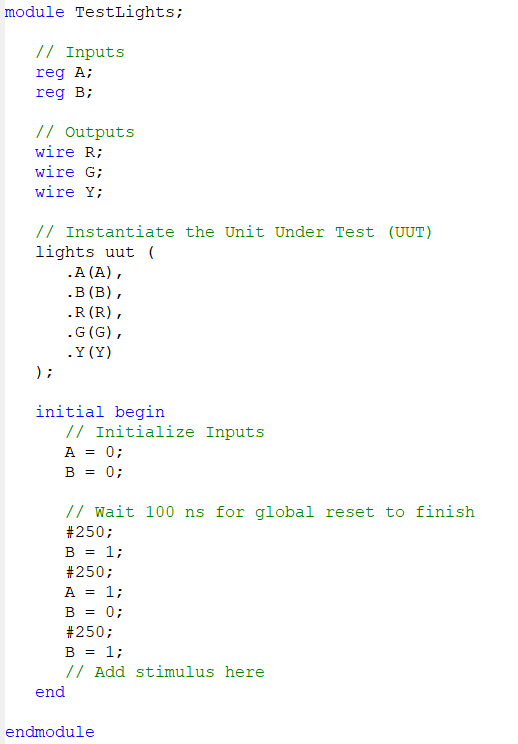 module TestLights;
// Inputs
reg A;
reg B;
// Outputs
wire R;
wire G;
wire Y;
// Instantiate the Unit Under Test (UUT)
lights uut (
.A(A),
.B(B),
.R(R),
.G(G),
.Y(Y)
);
initial begin
// Initialize Inputs
A = 0;
B = 0;
// Wait 100 ns for global reset to finish
#250;
B = 1;
#250;
A = 1;
B = 0;
#250;
B = 1;
// Add stimulus here
end
endmodule